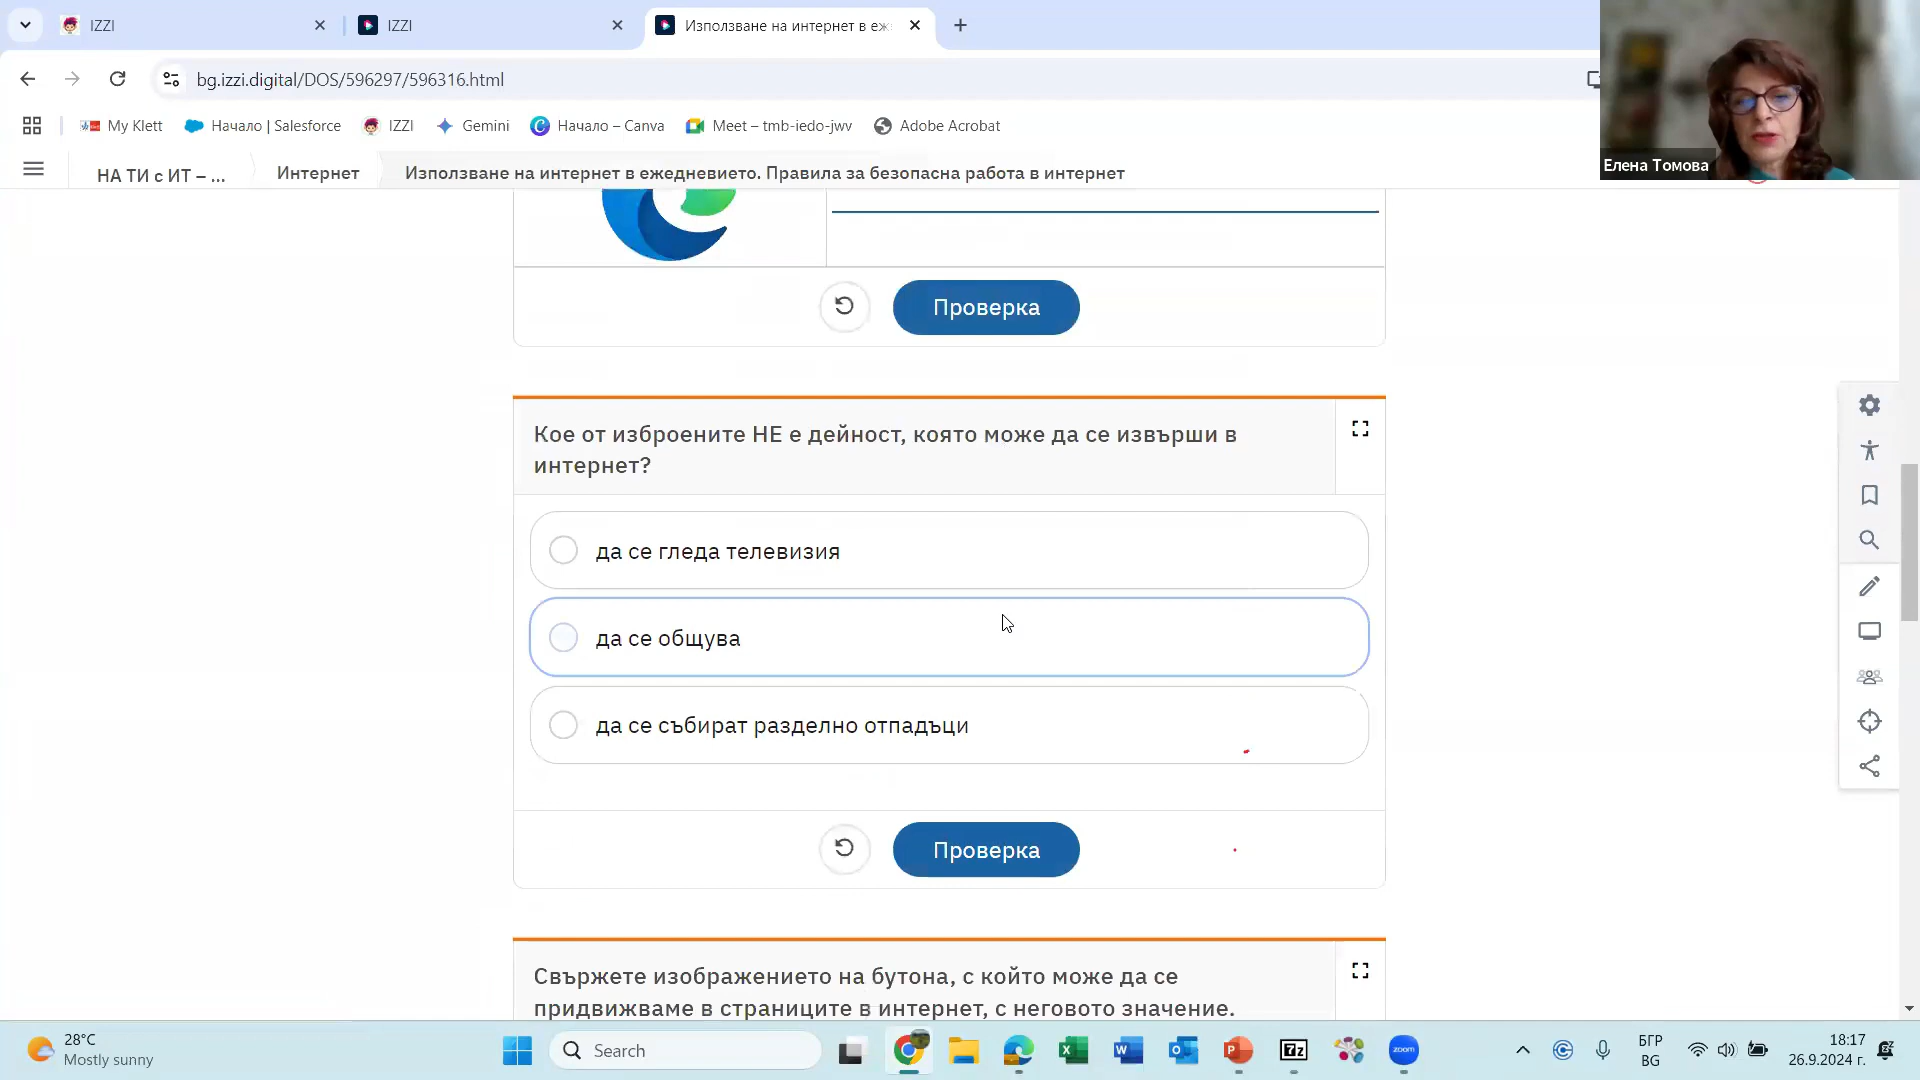 IZZI
IZZI
Използване на интернет в еж
bg.izzi.digital/DOS/596297/596316.html
My Klett
Начало | Salesforce
IZZI
Gemini
Начало – Canva
Meet – tmb-iedo-jwv
Adobe Acrobat
Елена Томова
НА ТИ с ИТ – ...
Интернет
Използване на интернет в ежедневието. Правила за безопасна работа в интернет
Проверка
Кое от изброените НЕ е дейност, която може да се извърши в
интернет?
да се гледа телевизия
да се общува
да се събират разделно отпадъци
Проверка
Свържете изображението на бутона, с който може да се
придвижваме в страниците в интернет, с неговото значение.
28°C
Mostly sunny
Search
zoom
БГР
BG
18:17
26.9.2024 г.